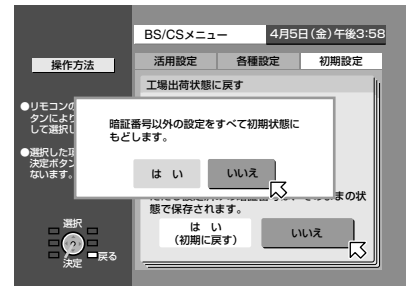 BS/CSメニュー
4月5日(金)午後3:58
操作方法
活用設定
各種設定
初期設定
工場出荷状態に戻す
●リモコンの
タンにより
して選択し
●選択した項
決定ボタン
ないます。
暗証番号以外の設定をすべて初期状態に
もどします。
はい
いいえ
まの状
態で保存されます。
はい
(初期に戻す)
いいえ
選択
決定
戻る